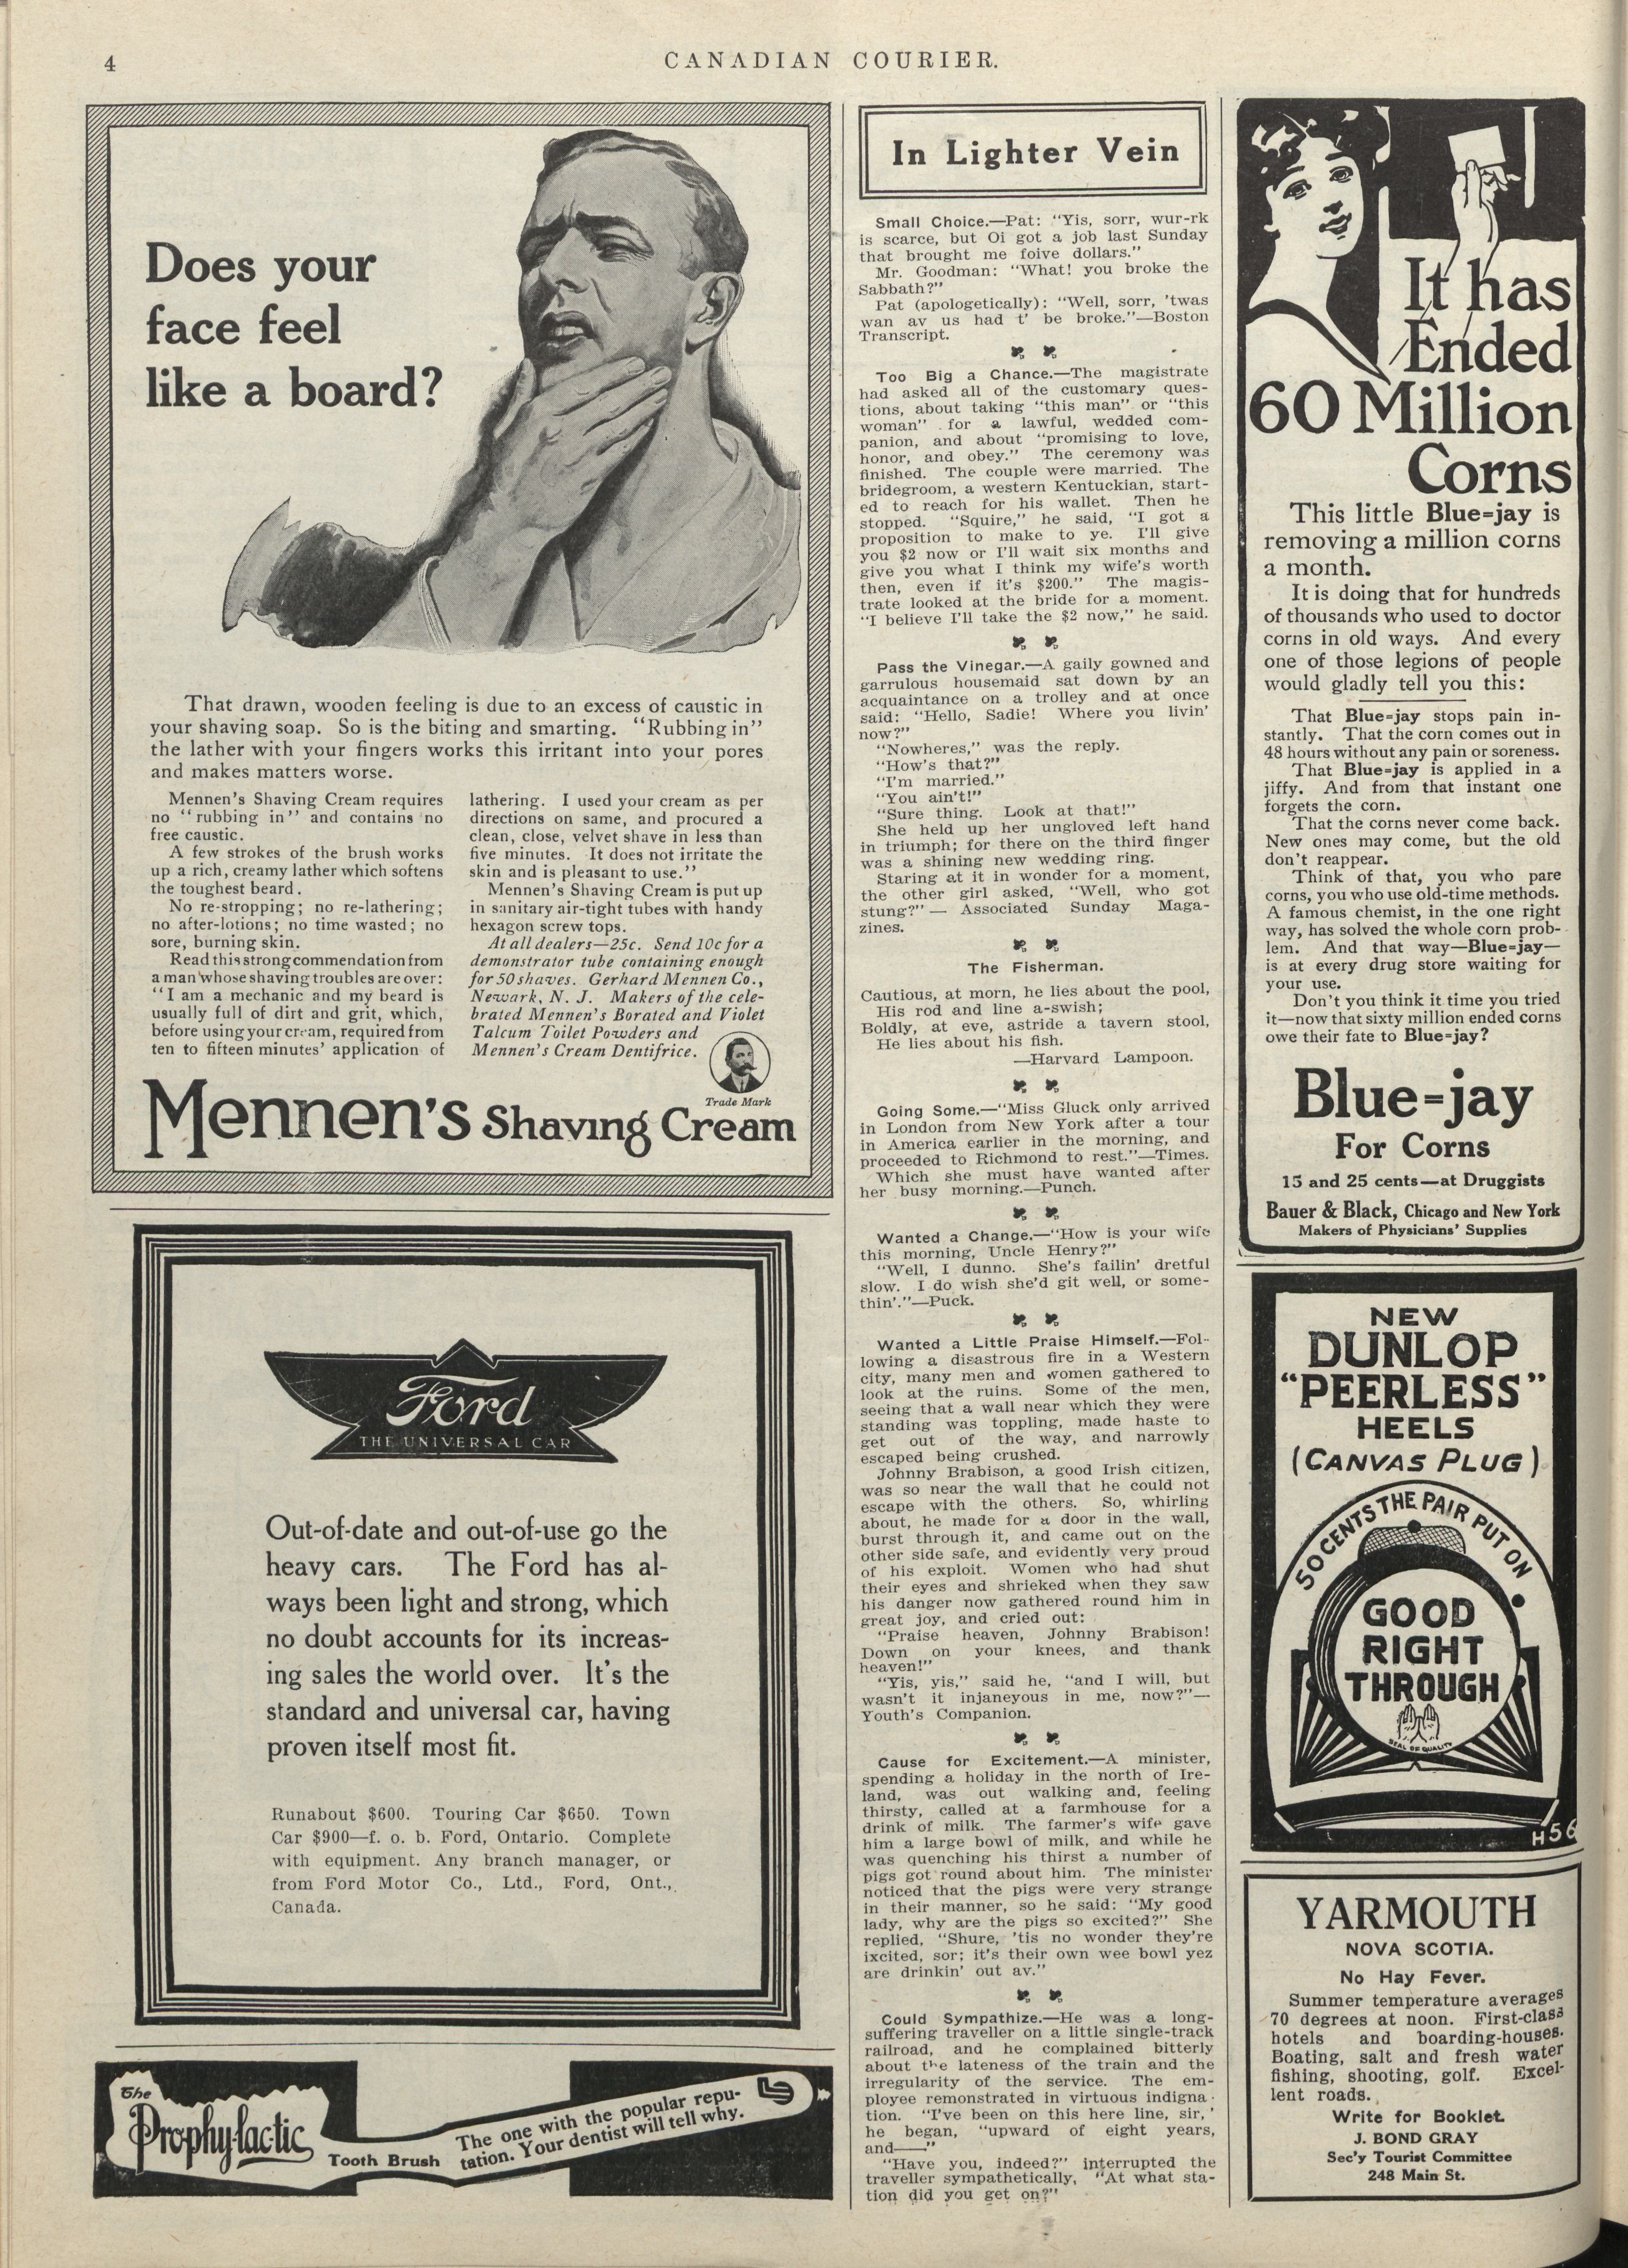 4
CANADIAN COURIER.
Does your
face feel
like a board?
That drawn, wooden feeling is due to an excess of caustic in
your shaving soap. So is the biting and smarting. "Rubbing in"
the lather with your fingers works this irritant into your pores
and makes matters worse.
Mennen's Shaving Cream requires
no "rubbing in" and contains no
free caustic.
A few strokes of the brush works
up a rich, creamy lather which softens
the toughest beard.
No re-stropping; no re-lathering;
no after-lotions; no time wasted; no
sore, burning skin.
Read this strong commendation from
a man whose shaving troubles are over:
"I am a mechanic and my beard is
usually full of dirt and grit, which,
before using your cream, required from
ten to fifteen minutes' application of
lathering. I used your cream as per
directions on same, and procured a
clean, close, velvet shave in less than
five minutes. It does not irritate the
skin and is pleasant to use."
Mennen's Shaving Cream is put up
in sanitary air-tight tubes with handy
hexagon screw tops.
At all dealers—25c. Send 10c for a
demonstrator tube containing enough
for 50 shaves. Gerhard Mennen Co.,
Newark, N. J. Makers of the cele-
brated Mennen's Borated and Violet
Talcum Toilet Powders and
Mennen's Cream Dentifrice.
Trade Mark
Mennen's Shaving Cream
Ford
THE UNIVERSAL CAR
Out-of-date and out-of-use go the
heavy cars. The Ford has al-
ways been light and strong, which
no doubt accounts for its increas-
ing sales the world over. It's the
standard and universal car, having
proven itself most fit.
Runabout $600. Touring Car $650. Town
Car $900—f. o. b. Ford, Ontario. Complete
with equipment. Any branch manager, or
from Ford Motor Co., Ltd., Ford, Ont.,
Canada.
The
Prophy-lac-tic
Tooth Brush
The one with the popular repu-
tation. Your dentist will tell why.
In Lighter Vein
Small Choice.—Pat: "Yis, sorr, wur-rk
is scarce, but Oi got a job last Sunday
that brought me foive dollars."
Mr. Goodman: "What! you broke the
Sabbath?"
Pat (apologetically): "Well, sorr, 'twas
wan av us had t' be broke."—Boston
Transcript.
Too Big a Chance.—The magistrate
had asked all of the customary ques-
tions, about taking "this man" or "this
woman" for a lawful, wedded com-
panion, and about "promising to love,
honor, and obey." The ceremony was
finished. The couple were married. The
bridegroom, a western Kentuckian, start-
ed to reach for his wallet. Then he
stopped. "Squire," he said, "I got a
proposition to make to ye. I'll give
you $2 now or I'll wait six months and
give you what I think my wife's worth
then, even if it's $200." The magis-
trate looked at the bride for a moment.
"I believe I'll take the $2 now," he said.
Pass the Vinegar.—A gaily gowned and
garrulous housemaid sat down by an
acquaintance on a trolley and at once
said: "Hello, Sadie! Where you livin'
now?"
"Nowheres," was the reply.
"How's that?"
"I'm married."
"You ain't!"
"Sure thing. Look at that!"
She held up her ungloved left hand
in triumph; for there on the third finger
was a shining new wedding ring.
Staring at it in wonder for a moment,
the other girl asked, "Well, who got
stung?" — Associated Sunday Maga-
zines.
The Fisherman.
Cautious, at morn, he lies about the pool,
His rod and line a-swish;
Boldly, at eve, astride a tavern stool,
He lies about his fish.
—Harvard Lampoon.
Going Some.—"Miss Gluck only arrived
in London from New York after a tour
in America earlier in the morning, and
proceeded to Richmond to rest."—Times.
Which she must have wanted after
her busy morning.—Punch.
Wanted a Change.—"How is your wife
this morning, Uncle Henry?"
"Well, I dunno. She's failin' dretful
slow. I do wish she'd git well, or some-
thin'."—Puck.
Wanted a Little Praise Himself.—Fol-
lowing a disastrous fire in a Western
city, many men and women gathered to
look at the ruins. Some of the men,
seeing that a wall near which they were
standing was toppling, made haste to
get out of the way, and narrowly
escaped being crushed.
Johnny Brabison, a good Irish citizen,
was so near the wall that he could not
escape with the others. So, whirling
about, he made for a door in the wall,
burst through it, and came out on the
other side safe, and evidently very proud
of his exploit. Women who had shut
their eyes and shrieked when they saw
his danger now gathered round him in
great joy, and cried out:
"Praise heaven, Johnny Brabison!
Down on your knees, and thank
heaven!"
"Yis, yis," said he, "and I will, but
wasn't it injaneyous in me, now?"—
Youth's Companion.
Cause for Excitement.—A minister,
spending a holiday in the north of Ire-
land, was out walking and, feeling
thirsty, called at a farmhouse for a
drink of milk. The farmer's wife gave
him a large bowl of milk, and while he
was quenching his thirst a number of
pigs got round about him. The minister
noticed that the pigs were very strange
in their manner, so he said: "My good
lady, why are the pigs so excited?" She
replied, "Shure, 'tis no wonder they're
ixcited, sor; it's their own wee bowl yez
are drinkin' out av."
Could Sympathize.—He was a long-
suffering traveller on a little single-track
railroad, and he complained bitterly
about the lateness of the train and the
irregularity of the service. The em-
ployee remonstrated in virtuous indigna-
tion. "I've been on this here line, sir,'
he began, "upward of eight years,
and——"
"Have you, indeed?" interrupted the
traveller sympathetically, "At what sta-
tion did you get on?"
It has
Ended
60 Million
Corns
This little Blue=jay is
removing a million corns
a month.
It is doing that for hundreds
of thousands who used to doctor
corns in old ways. And every
one of those legions of people
would gladly tell you this:
That Blue=jay stops pain in-
stantly. That the corn comes out in
48 hours without any pain or soreness.
That Blue=jay is applied in a
jiffy. And from that instant one
forgets the corn.
That the corns never come back.
New ones may come, but the old
don't reappear.
Think of that, you who pare
corns, you who use old-time methods.
A famous chemist, in the one right
way, has solved the whole corn prob-
lem. And that way—Blue=jay—
is at every drug store waiting for
your use.
Don't you think it time you tried
it—now that sixty million ended corns
owe their fate to Blue=jay?
Blue=jay
For Corns
15 and 25 cents—at Druggists
Bauer & Black, Chicago and New York
Makers of Physicians' Supplies
NEW
DUNLOP
"PEERLESS"
HEELS
(CANVAS PLUG)
50 CENTS THE PAIR PUT ON
GOOD
RIGHT
THROUGH
SEAL OF QUALITY
H56
YARMOUTH
NOVA SCOTIA.
No Hay Fever.
Summer temperature averages
70 degrees at noon. First-class
hotels and boarding-houses.
Boating, salt and fresh water
fishing, shooting, golf. Excel-
lent roads.
Write for Booklet
J. BOND GRAY
Sec'y Tourist Committee
248 Main St.